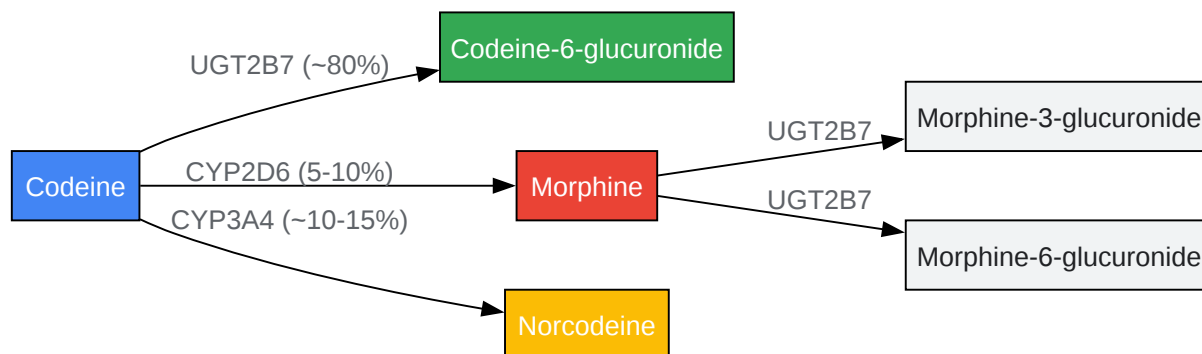 Codeine-6-glucuronide
UGT2B7 (~80%)
Morphine-3-glucuronide
UGT2B7
Codeine
CYP2D6 (5-10%)
Morphine
UGT2B7
CYP3A4 (~10-15%)
Morphine-6-glucuronide
Norcodeine